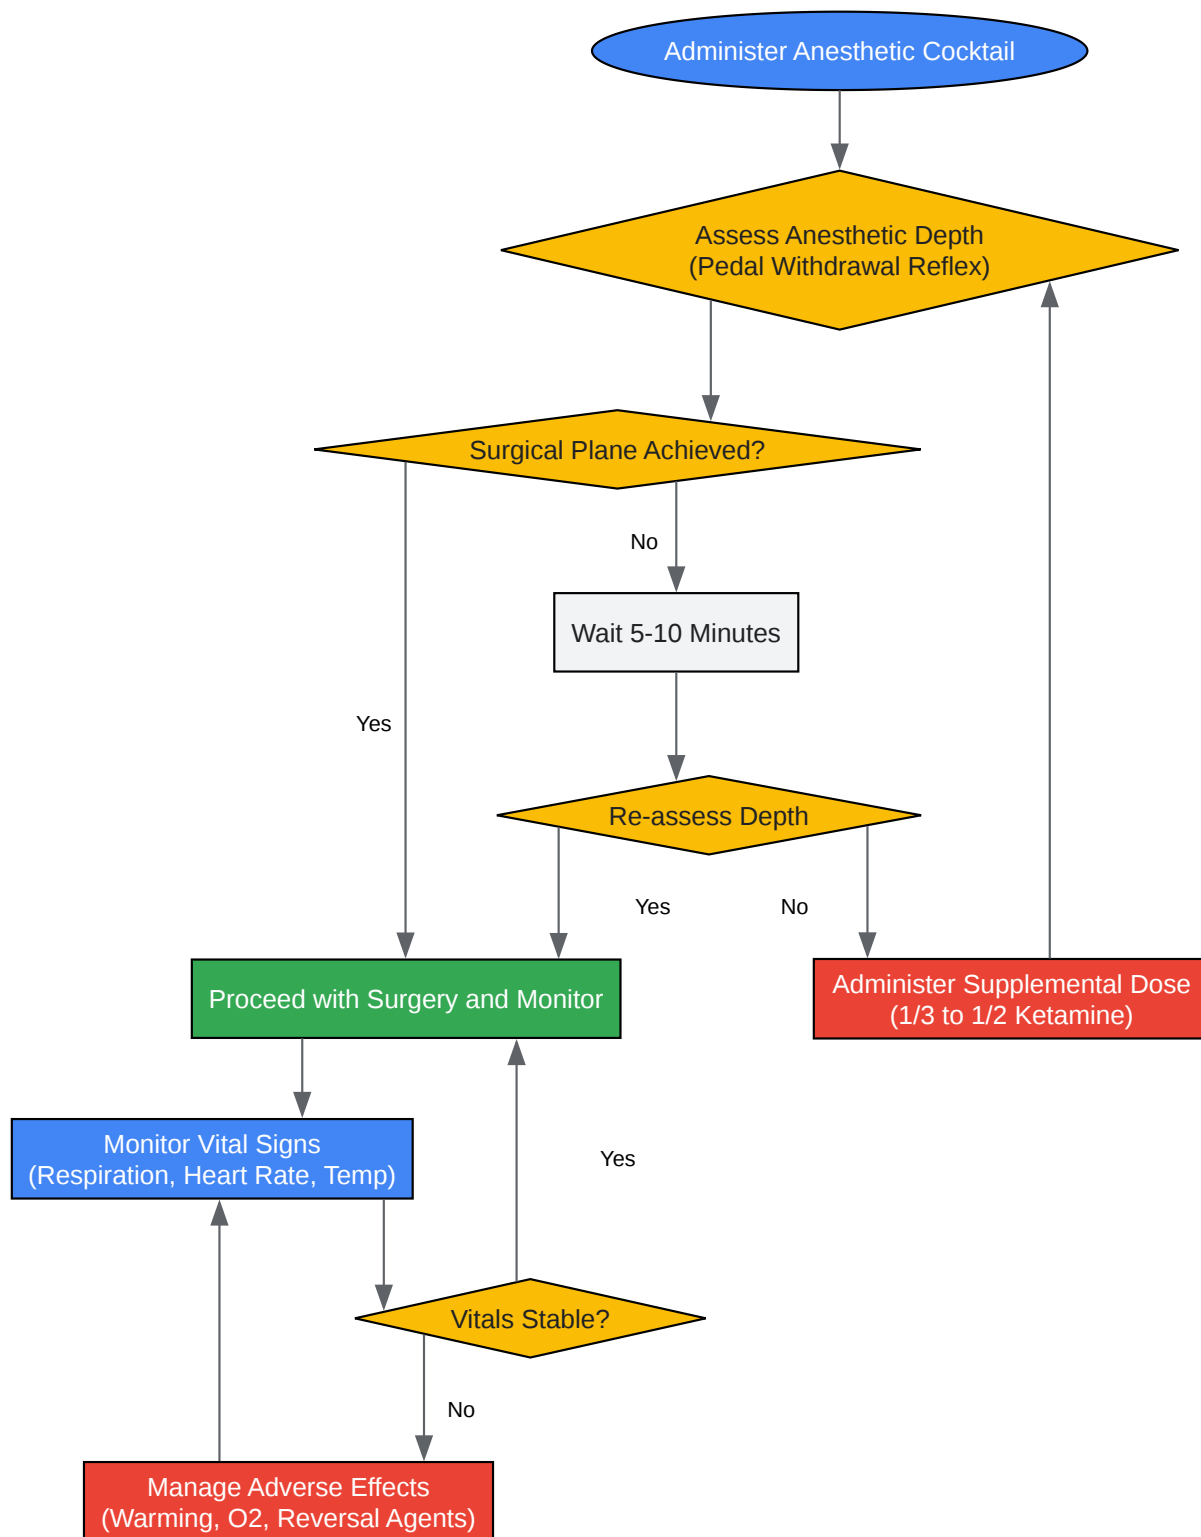 Administer Anesthetic Cocktail
Assess Anesthetic Depth
(Pedal Withdrawal Reflex)
Surgical Plane Achieved?
No
Wait 5-10 Minutes
Yes
Re-assess Depth
Yes
No
Proceed with Surgery and Monitor
Administer Supplemental Dose
(1/3 to 1/2 Ketamine)
Monitor Vital Signs
(Respiration, Heart Rate, Temp)
Yes
Vitals Stable?
No
Manage Adverse Effects
(Warming, O2, Reversal Agents)